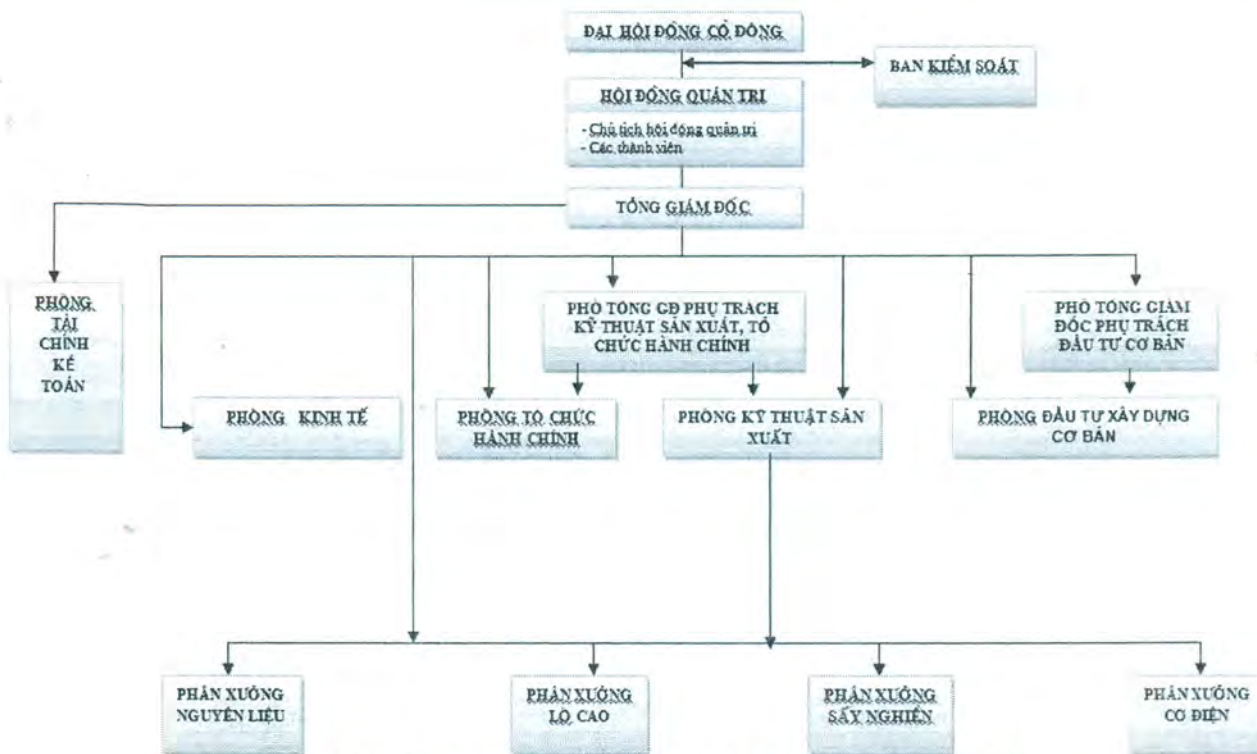 ĐẠI HỘI ĐỒNG CỔ ĐÔNG
BAN KIỂM SOÁT
HỘI ĐỒNG QUẢN TRỊ
- Chủ tịch hội đồng quản trị
- Các thành viên
TỔNG GIÁM ĐỐC
PHÒNG
TÀI
CHÍNH
KẾ
TOÁN
PHÓ TỔNG GĐ PHỤ TRÁCH
KỸ THUẬT SẢN XUẤT, TỔ
CHỨC HÀNH CHÍNH
PHÓ TỔNG GIÁM
ĐỐC PHỤ TRÁCH
ĐẦU TƯ CƠ BẢN
PHÒNG KINH TẾ
PHÒNG TỔ CHỨC
HÀNH CHÍNH
PHÒNG KỸ THUẬT SẢN
XUẤT
PHÒNG ĐẦU TƯ XÂY DỰNG
CƠ BẢN
PHÂN XƯỞNG
NGUYÊN LIỆU
PHÂN XƯỞNG
LÒ CAO
PHÂN XƯỞNG
SẤY NGHIỀN
PHÂN XƯỞNG
CƠ ĐIỆN